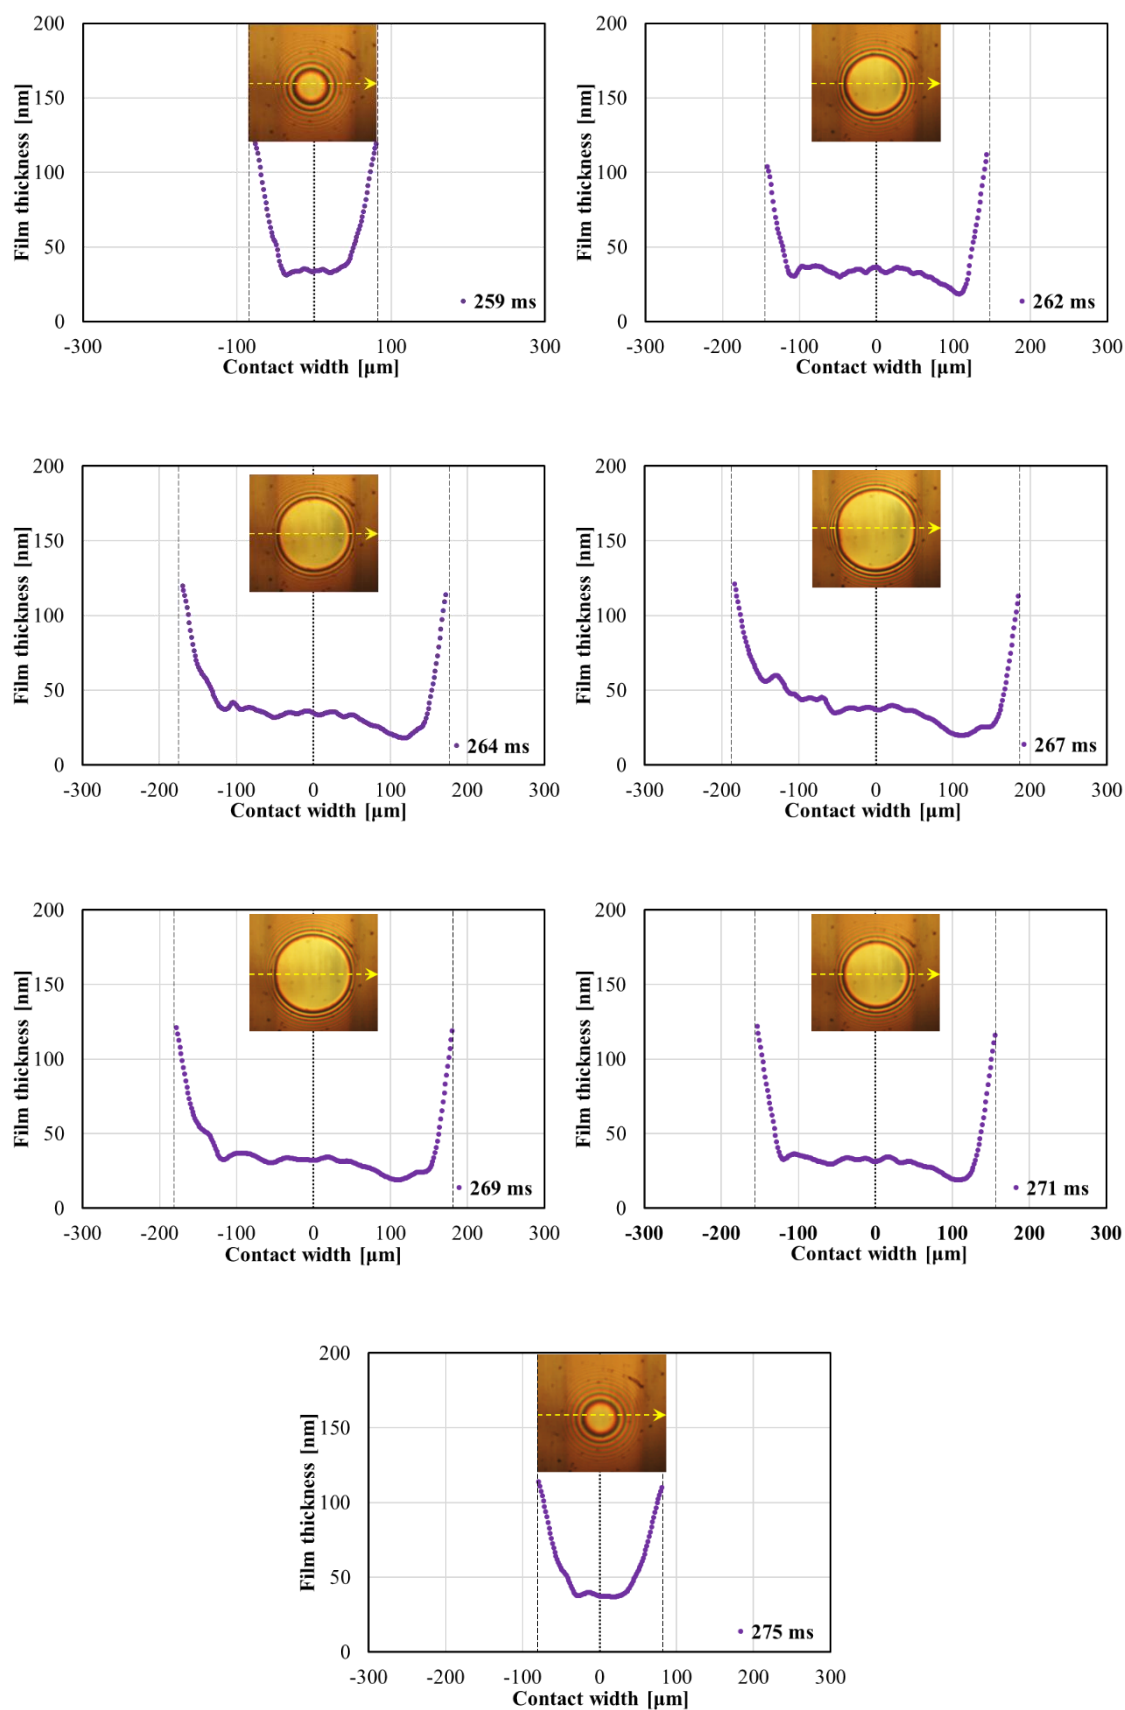 200
150
100
50
0
Film thickness [nm]
259 ms
-300 -100 100 300
Contact width [µm]
200
150
100
50
0
Film thickness [nm]
262 ms
-300 -200 -100 0 100 200 300
Contact width [µm]
200
150
100
50
0
Film thickness [nm]
264 ms
-300 -200 -100 0 100 200 300
Contact width [µm]
200
150
100
50
0
Film thickness [nm]
267 ms
-300 -200 -100 0 100 200 300
Contact width [µm]
200
150
100
50
0
Film thickness [nm]
269 ms
-300 -200 -100 0 100 200 300
Contact width [µm]
200
150
100
50
0
Film thickness [nm]
271 ms
-300 -200 -100 0 100 200 300
Contact width [µm]
200
150
100
50
0
Film thickness [nm]
275 ms
-300 -200 -100 0 100 200 300
Contact width [µm]